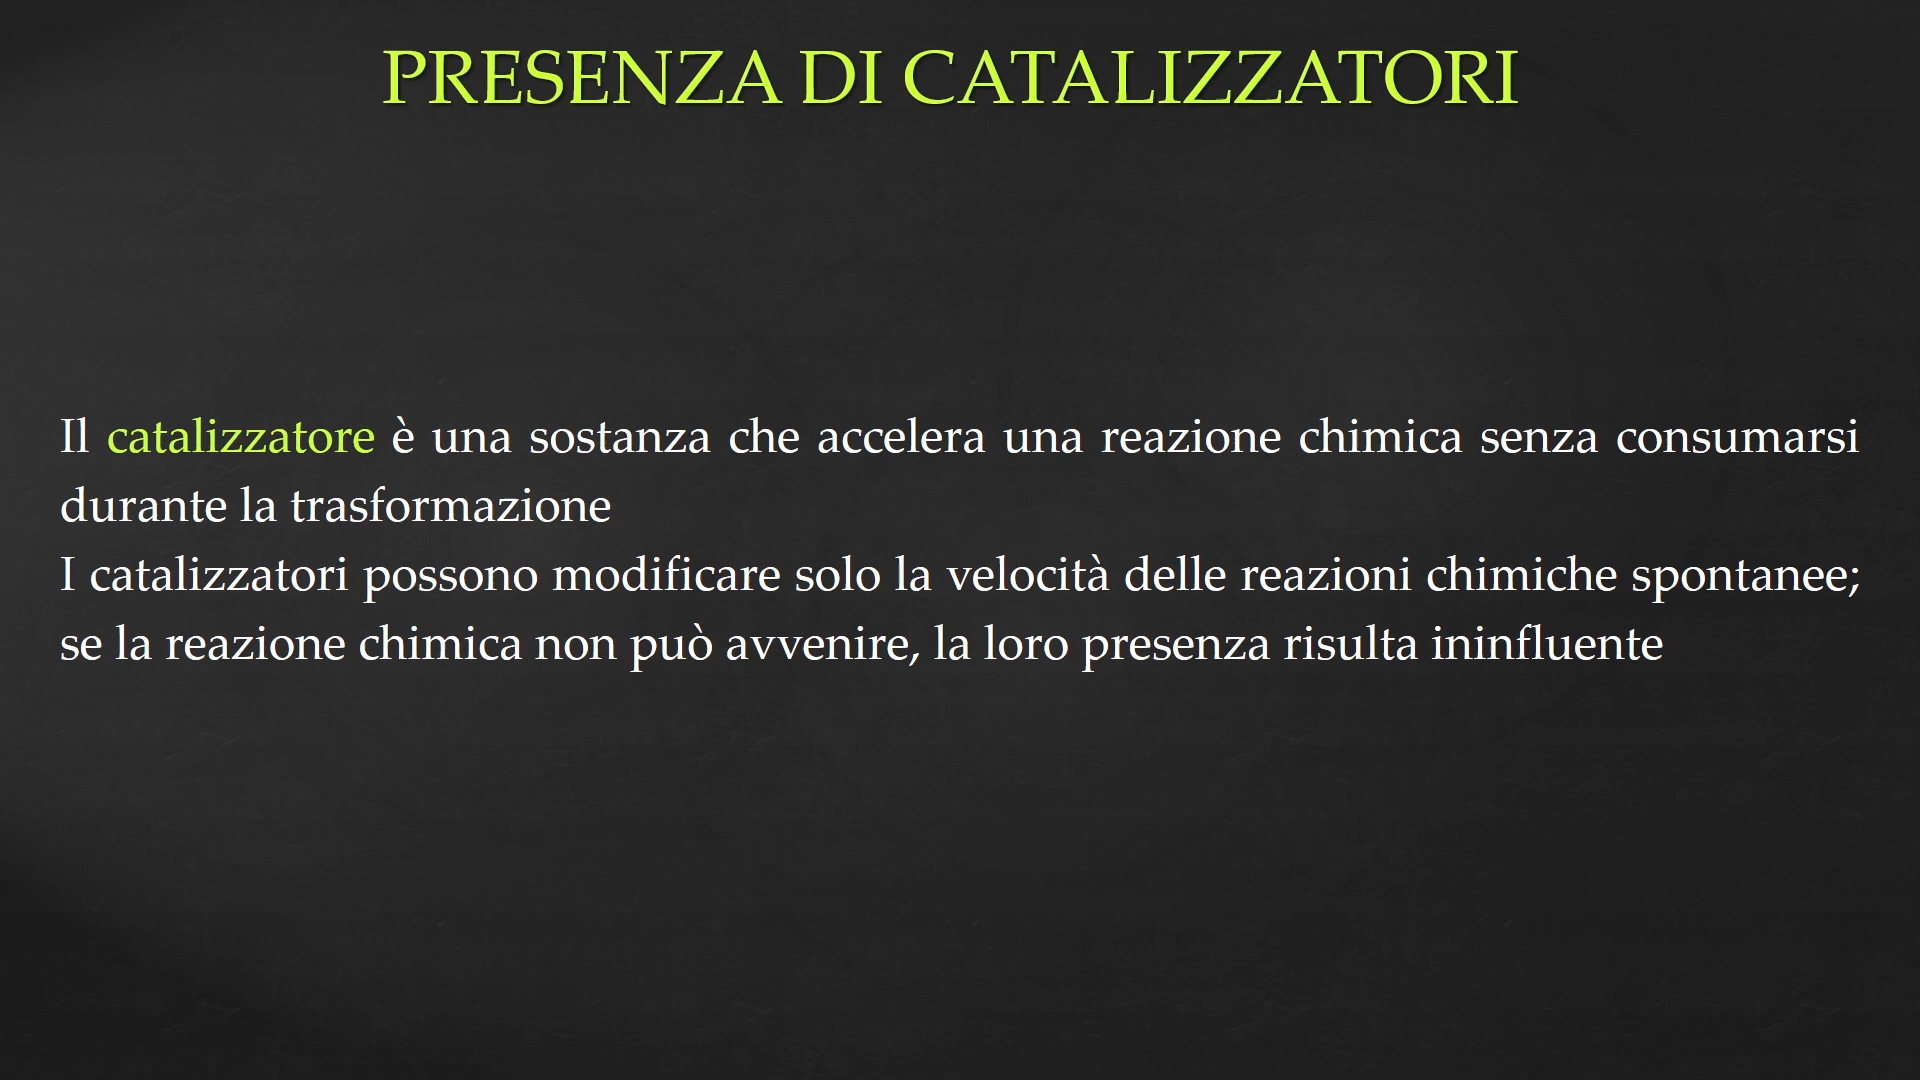 PRESENZA DI CATALIZZATORI
Il catalizzatore è una sostanza che accelera una reazione chimica senza consumarsi
durante la trasformazione
I catalizzatori possono modificare solo la velocità delle reazioni chimiche spontanee;
se la reazione chimica non può avvenire, la loro presenza risulta ininfluente